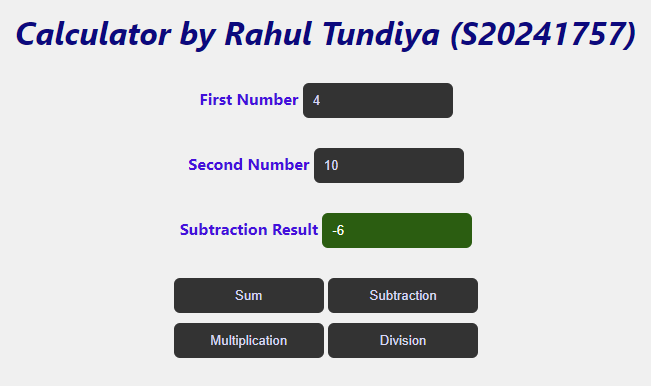 Calculator by Rahul Tundiya (S20241757)
First Number 4
Second Number 10
Subtraction Result -6
Sum Subtraction
Multiplication Division